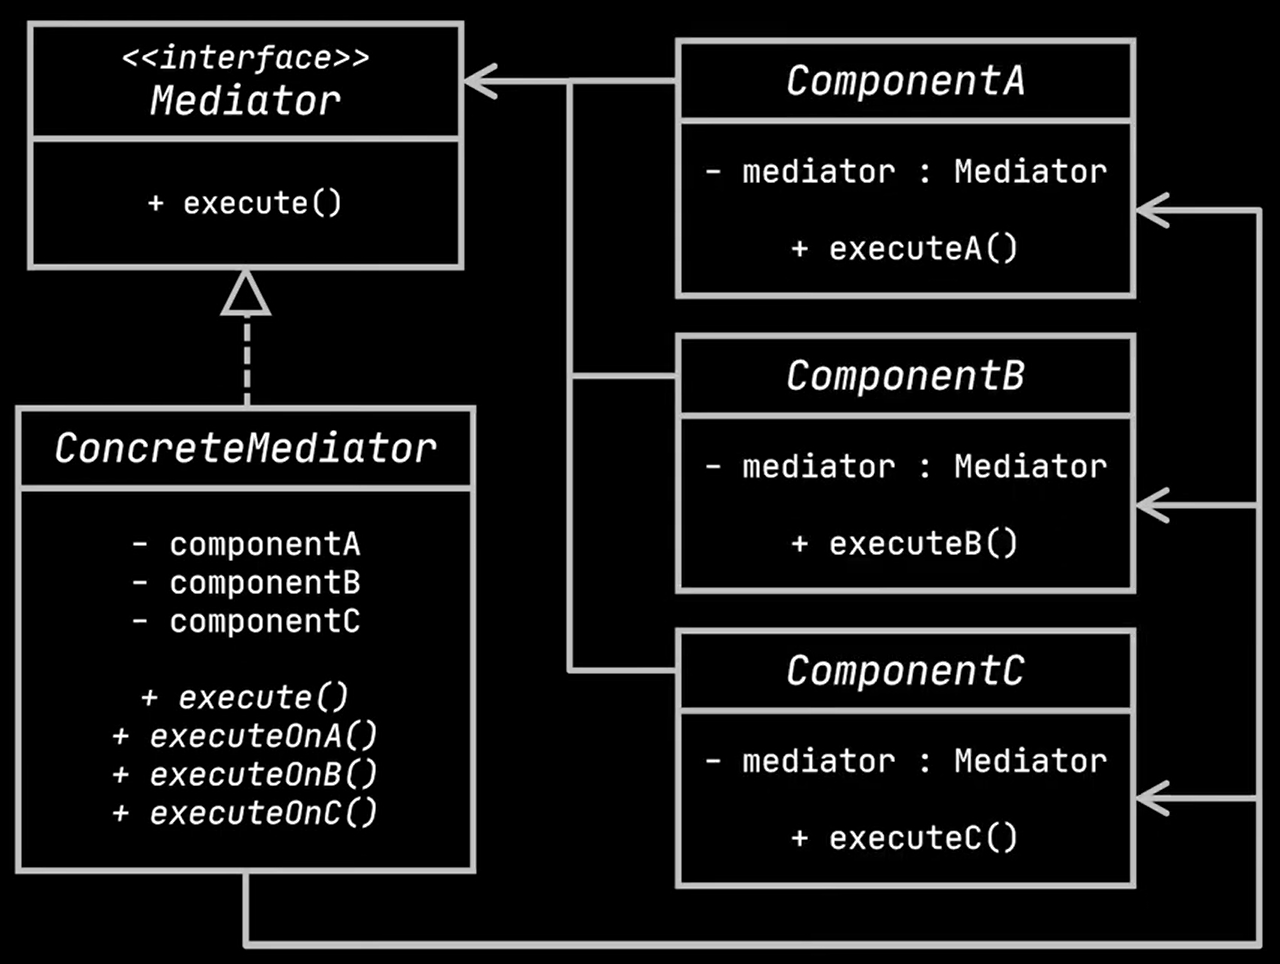 <<interface>>
Mediator
+ execute()
ConcreteMediator
- componentA
- componentB
- componentC
+ execute()
+ executeOnA()
+ executeOnB()
+ executeOnC()
ComponentA
- mediator : Mediator
+ executeA()
ComponentB
- mediator : Mediator
+ executeB()
ComponentC
- mediator : Mediator
+ executeC()